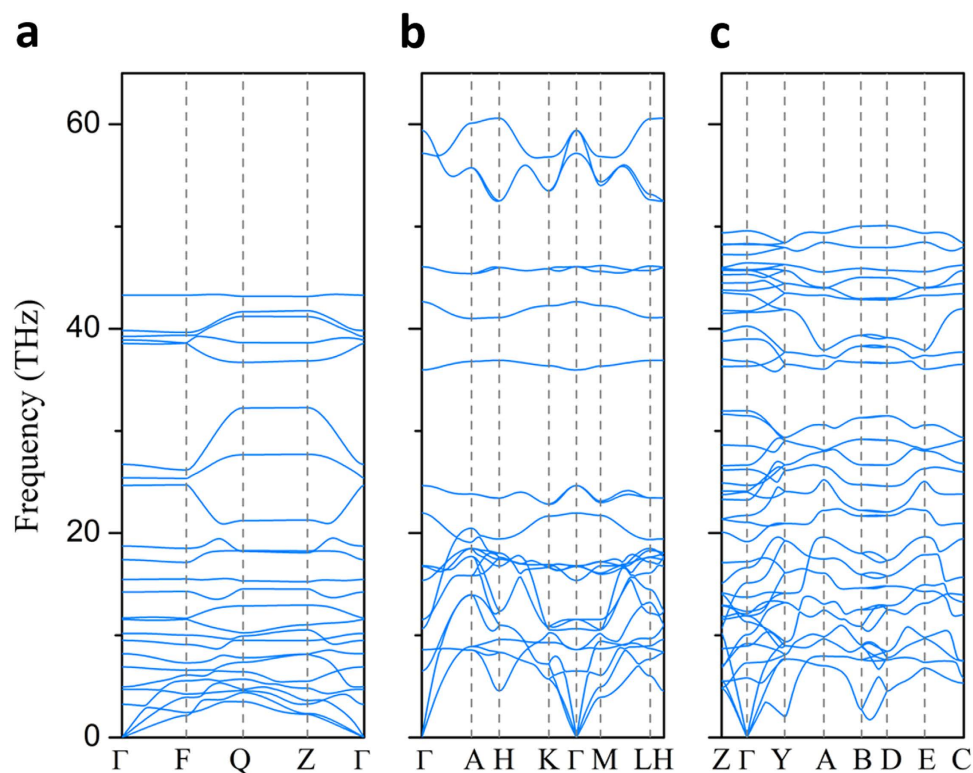 a b c
Frequency (THz)
60
40
20
0
Γ F Q Z Γ
Γ A H K Γ M L H
Z Γ Y A B D E C